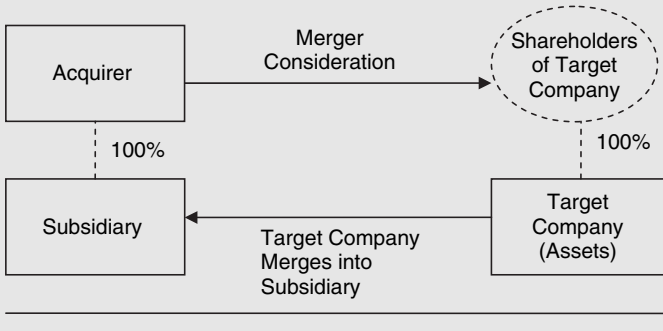 Acquirer
Merger
Consideration
Shareholders
of Target
Company
100%
100%
Subsidiary
Target Company
Merges into
Subsidiary
Target
Company
(Assets)